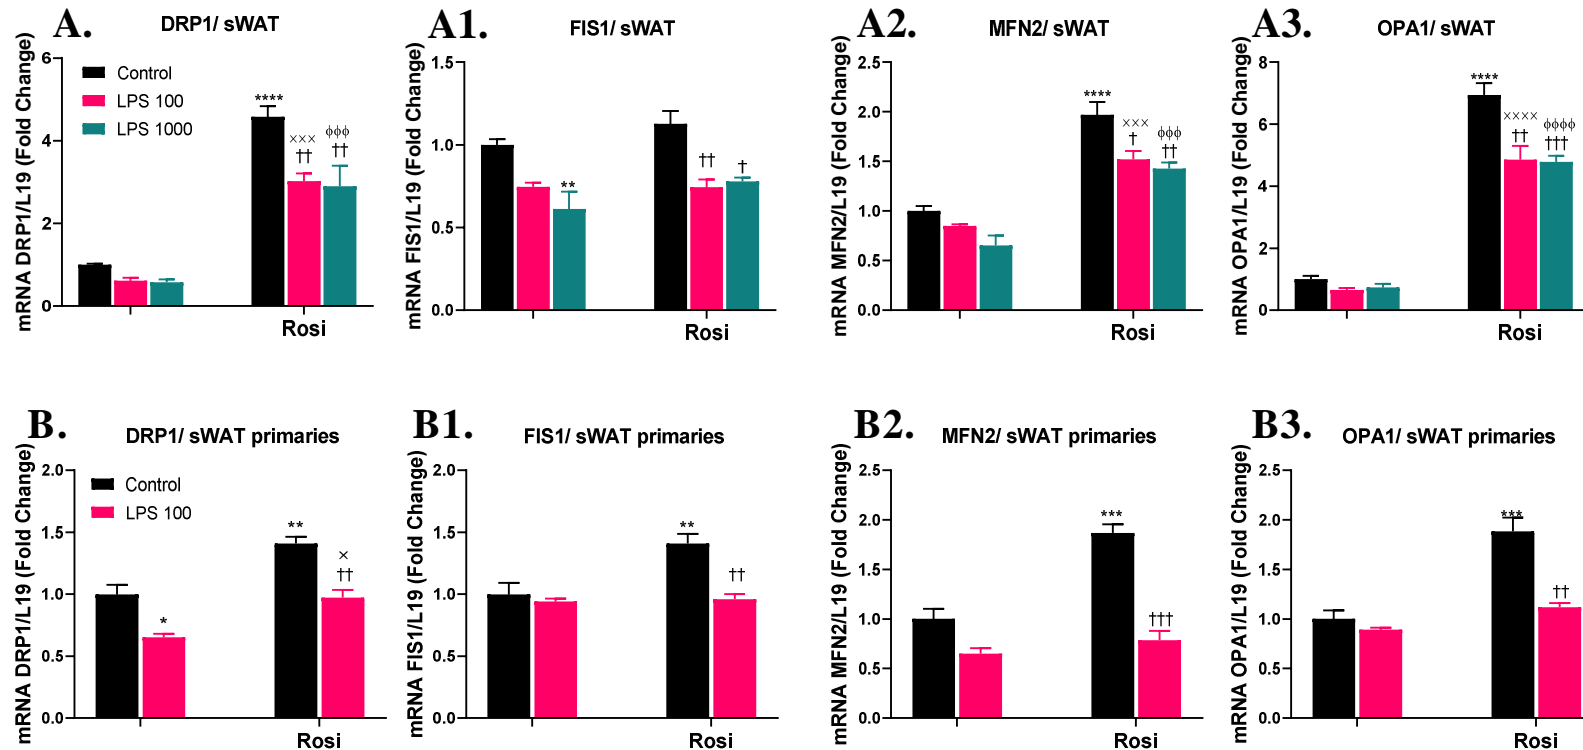 A.
DRP1/ sWAT
mRNA DRP1/L19 (Fold Change)
6
4
2
0
Control
LPS 100
LPS 1000
****
×××
††
ϕϕϕ
††
Rosi
A1.
FIS1/ sWAT
mRNA FIS1/L19 (Fold Change)
1.5
1.0
0.5
0.0
**
††
†
Rosi
A2.
MFN2/ sWAT
mRNA MFN2/L19 (Fold Change)
2.5
2.0
1.5
1.0
0.5
0.0
****
×××
†
ϕϕϕ
††
Rosi
A3.
OPA1/ sWAT
mRNA OPA1/L19 (Fold Change)
8
6
4
2
0
****
××××
††
ϕϕϕϕ
†††
Rosi
B.
DRP1/ sWAT primaries
mRNA DRP1/L19 (Fold Change)
2.0
1.5
1.0
0.5
0.0
Control
LPS 100
*
**
×
††
Rosi
B1.
FIS1/ sWAT primaries
mRNA FIS1/L19 (Fold Change)
2.0
1.5
1.0
0.5
0.0
**
††
Rosi
B2.
MFN2/ sWAT primaries
mRNA MFN2/L19 (Fold Change)
2.5
2.0
1.5
1.0
0.5
0.0
***
†††
Rosi
B3.
OPA1/ sWAT primaries
mRNA OPA1/L19 (Fold Change)
2.5
2.0
1.5
1.0
0.5
0.0
***
††
Rosi